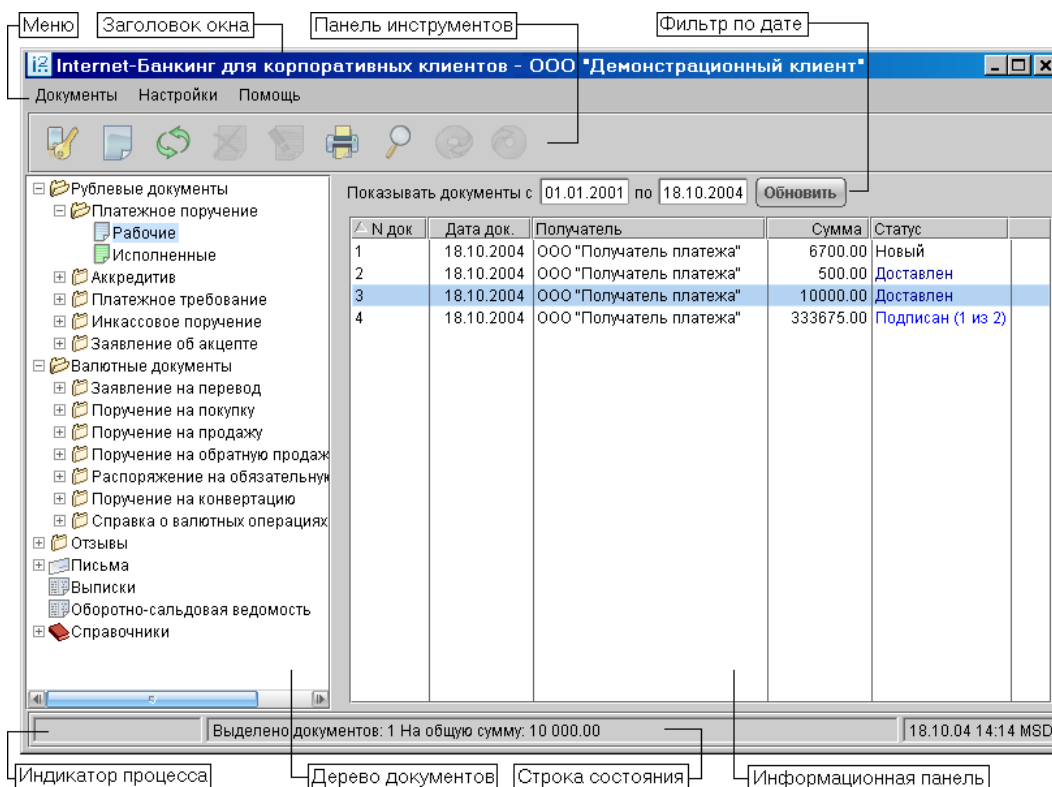 Меню Заголовок окна Панель инструментов Фильтр по дате
Internet-Банкинг для корпоративных клиентов - ООО "Демонстрационный клиент"
Документы Настройки Помощь
Показывать документы с 01.01.2001 по 18.10.2004 Обновить
Рублевые документы
Платежное поручение
Рабочие
Исполненные
Аккредитив
Платежное требование
Инкассовое поручение
Заявление об акцепте
Валютные документы
Заявление на перевод
Поручение на покупку
Поручение на продажу
Поручение на обратную продаж
Распоряжение на обязательную
Поручение на конвертацию
Справка о валютных операциях
Отзывы
Письма
Выписки
Оборотно-сальдовая ведомость
Справочники
N док Дата док. Получатель Сумма Статус
1 18.10.2004 ООО "Получатель платежа" 6700.00 Новый
2 18.10.2004 ООО "Получатель платежа" 500.00 Доставлен
3 18.10.2004 ООО "Получатель платежа" 10000.00 Доставлен
4 18.10.2004 ООО "Получатель платежа" 333675.00 Подписан (1 из 2)
Выделено документов: 1 На общую сумму: 10 000.00 18.10.04 14:14 MSD
Индикатор процесса Дерево документов Строка состояния Информационная панель